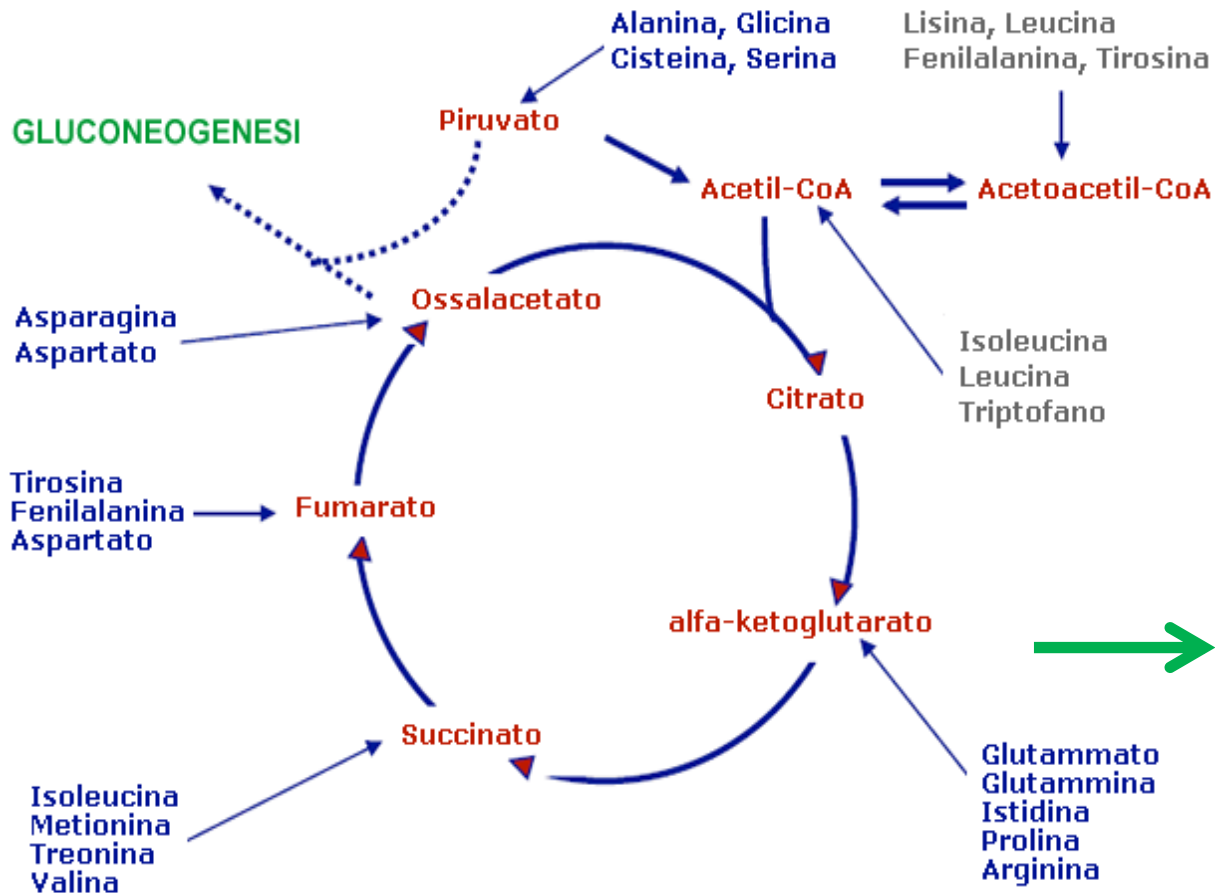 Alanina, Glicina
Cisteina, Serina
Lisina, Leucina
Fenilalanina, Tirosina
GLUCONEOGENESI
Piruvato
Acetil-CoA
Acetoacetil-CoA
Ossalacetato
Asparagina
Aspartato
Isoleucina
Leucina
Triptofano
Citrato
Tirosina
Fenilalanina
Aspartato
Fumarato
alfa-ketoglutarato
Succinato
Isoleucina
Metionina
Treonina
Valina
Glutammato
Glutammina
Istidina
Prolina
Arginina